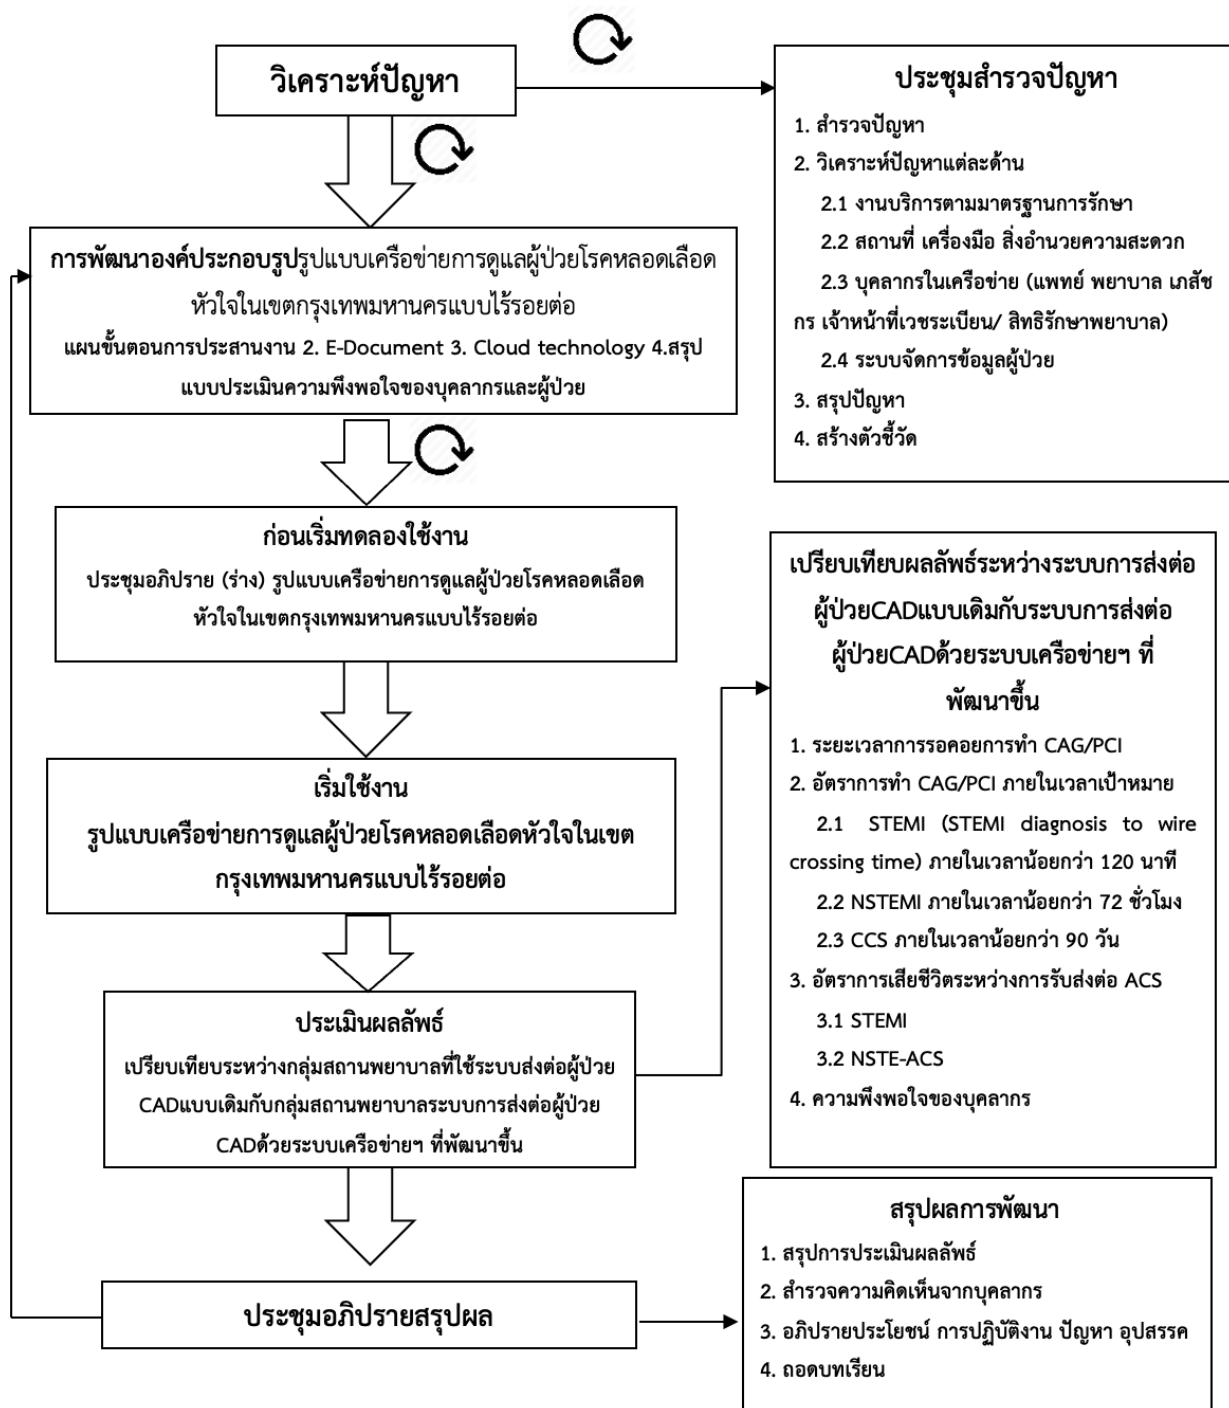 วิเคราะห์ปัญหา
ประชุมสำรวจปัญหา
1. สำรวจปัญหา
2. วิเคราะห์ปัญหาแต่ละด้าน
2.1 งานบริการตามมาตรฐานการรักษา
2.2 สถานที่ เครื่องมือ สิ่งอำนวยความสะดวก
2.3 บุคลากรในเครือข่าย (แพทย์ พยาบาล เภสัช
กร เจ้าหน้าที่เวชระเบียน/ สิทธิรักษาพยาบาล)
2.4 ระบบจัดการข้อมูลผู้ป่วย
3. สรุปปัญหา
4. สร้างตัวชี้วัด
การพัฒนาองค์ประกอบรูปรูปแบบเครือข่ายการดูแลผู้ป่วยโรคหลอดเลือด
หัวใจในเขตกรุงเทพมหานครแบบไร้รอยต่อ
แผนขั้นตอนการประสานงาน 2. E-Document 3. Cloud technology 4.สรุป
แบบประเมินความพึงพอใจของบุคลากรและผู้ป่วย
ก่อนเริ่มทดลองใช้งาน
ประชุมอภิปราย (ร่าง) รูปแบบเครือข่ายการดูแลผู้ป่วยโรคหลอดเลือด
หัวใจในเขตกรุงเทพมหานครแบบไร้รอยต่อ
เริ่มใช้งาน
รูปแบบเครือข่ายการดูแลผู้ป่วยโรคหลอดเลือดหัวใจในเขต
กรุงเทพมหานครแบบไร้รอยต่อ
ประเมินผลลัพธ์
เปรียบเทียบระหว่างกลุ่มสถานพยาบาลที่ใช้ระบบส่งต่อผู้ป่วย
CADแบบเดิมกับกลุ่มสถานพยาบาลระบบการส่งต่อผู้ป่วย
CADด้วยระบบเครือข่ายฯ ที่พัฒนาขึ้น
เปรียบเทียบผลลัพธ์ระหว่างระบบการส่งต่อ
ผู้ป่วยCADแบบเดิมกับระบบการส่งต่อ
ผู้ป่วยCADด้วยระบบเครือข่ายฯ ที่
พัฒนาขึ้น
1. ระยะเวลาการรอคอยการทำ CAG/PCI
2. อัตราการทำ CAG/PCI ภายในเวลาเป้าหมาย
2.1 STEMI (STEMI diagnosis to wire
crossing time) ภายในเวลาน้อยกว่า 120 นาที
2.2 NSTEMI ภายในเวลาน้อยกว่า 72 ชั่วโมง
2.3 CCS ภายในเวลาน้อยกว่า 90 วัน
3. อัตราการเสียชีวิตระหว่างการรับส่งต่อ ACS
3.1 STEMI
3.2 NSTE-ACS
4. ความพึงพอใจของบุคลากร
ประชุมอภิปรายสรุปผล
สรุปผลการพัฒนา
1. สรุปการประเมินผลลัพธ์
2. สำรวจความคิดเห็นจากบุคลากร
3. อภิปรายประโยชน์ การปฏิบัติงาน ปัญหา อุปสรรค
4. ถอดบทเรียน